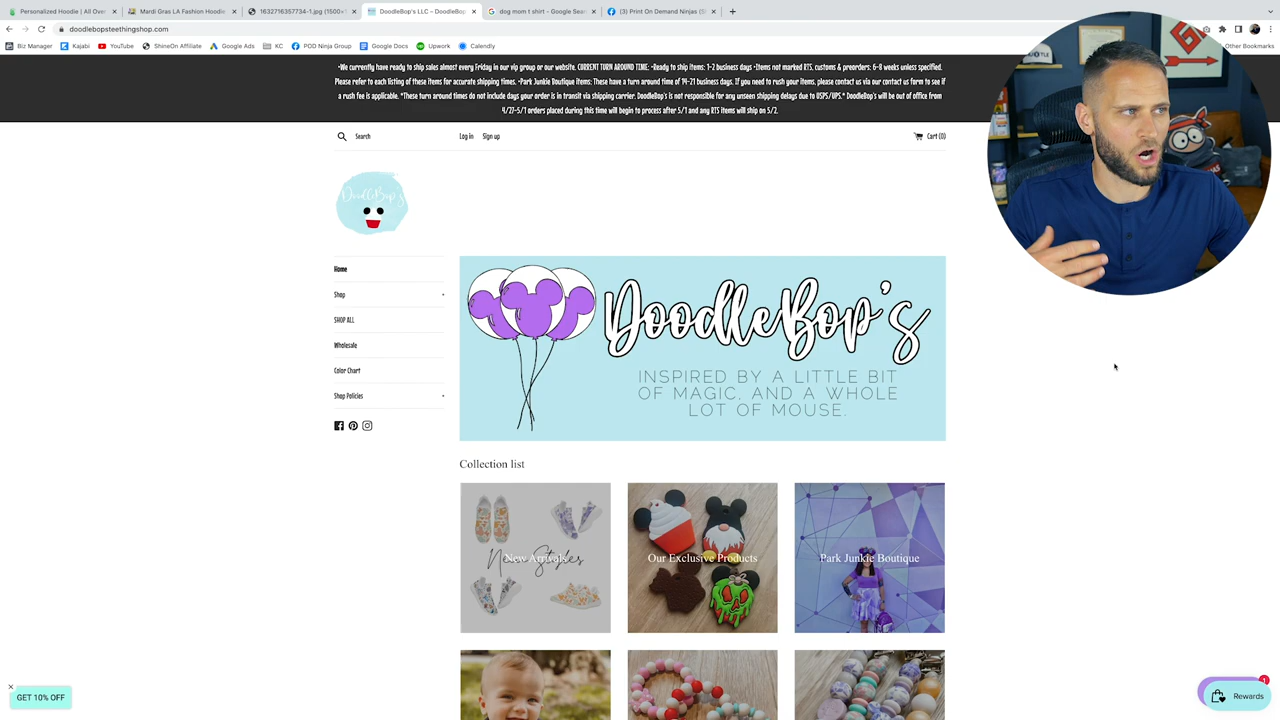 Personalized Hoodie | All Over
Mardi Gras LA Fashion Hoodie
1632716357734-1.jpg (1500×1
DoodleBop's LLC – DoodleBop
dog mom t shirt - Google Sear
(3) Print On Demand Ninjas (S
doodlebopsteethingshop.com
Biz Manager
Kajabi
YouTube
ShineOn Affiliate
Google Ads
KC
POD Ninja Group
Google Docs
Upwork
Calendly
Other Bookmarks
•We currently have ready to ship sales almost every Friday in our vip group or our website. CURRENT TURN AROUND TIME: •Ready to ship items: 1-2 business days •Items not marked RTS, customs & preorders: 6-8 weeks unless specified.
Please refer to each listing of these items for accurate shipping times. •Park Junkie Boutique items: These have a turn around time of 14-21 business days. If you need to rush your items, please contact us via our contact us form to see if
a rush fee is applicable. *These turn around times do not include days your order is in transit via shipping carrier. DoodleBop's is not responsible for any unseen shipping delays due to USPS/UPS.* DoodleBop's will be out of office from
4/27-5/1 orders placed during this time will begin to process after 5/1 and any RTS items will ship on 5/2.
Search
Log in Sign up
Cart (0)
DoodleBop's
Home
Shop
SHOP ALL
Wholesale
Color Chart
Shop Policies
DoodleBop's
INSPIRED BY A LITTLE BIT
OF MAGIC, AND A WHOLE
LOT OF MOUSE.
Collection list
New Styles
New Arrivals
Our Exclusive Products
Park Junkie Boutique
GET 10% OFF
1
Rewards